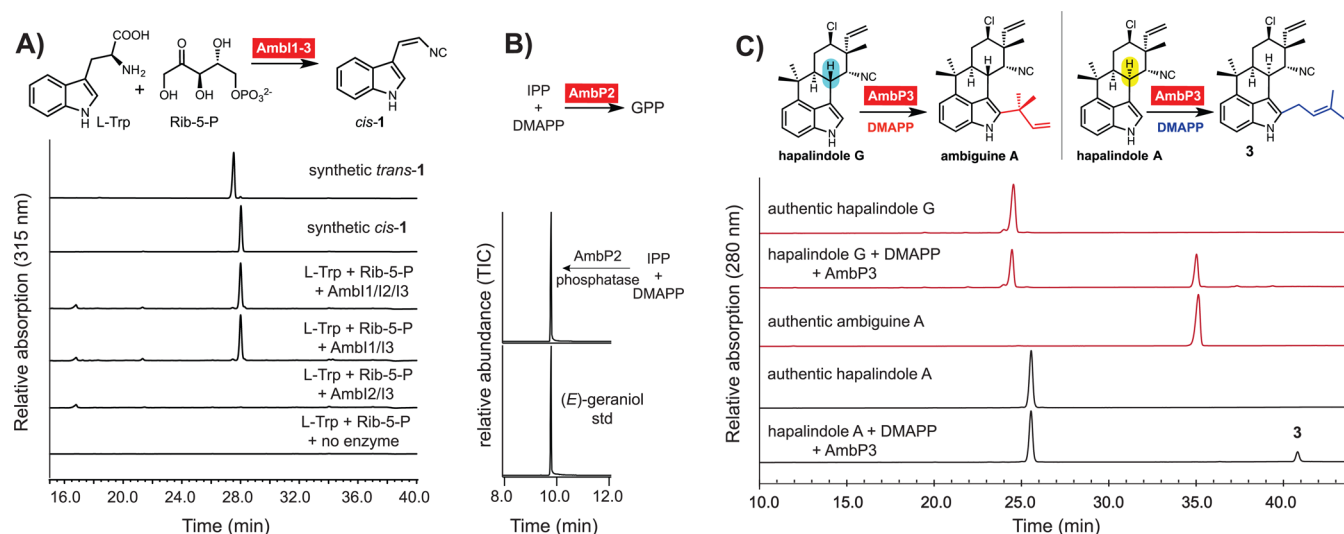 A)
COOH
NH2
N
H
L-Trp
+
O
OH
OH
OH
OPO3 2-
Rib-5-P
AmbI1-3
NC
N
H
cis-1
synthetic trans-1
synthetic cis-1
L-Trp + Rib-5-P
+ AmbI1/I2/I3
L-Trp + Rib-5-P
+ AmbI1/I3
L-Trp + Rib-5-P
+ AmbI2/I3
L-Trp + Rib-5-P
+ no enzyme
Relative absorption (315 nm)
16.0 20.0 24.0 28.0 32.0 36.0 40.0
Time (min)
B)
IPP
+
DMAPP
AmbP2
GPP
AmbP2
phosphatase
IPP
+
DMAPP
(E)-geraniol
std
relative abundance (TIC)
8.0 10.0 12.0
Time (min)
C)
Cl
H
H
NC
N
H
hapalindole G
AmbP3
DMAPP
Cl
H
H
NC
N
H
ambiguine A
Cl
H
H
NC
N
H
hapalindole A
AmbP3
DMAPP
Cl
H
H
NC
N
H
3
authentic hapalindole G
hapalindole G + DMAPP
+ AmbP3
authentic ambiguine A
authentic hapalindole A
hapalindole A + DMAPP
+ AmbP3
3
Relative absorption (280 nm)
10.0 15.0 20.0 25.0 30.0 35.0 40.0
Time (min)